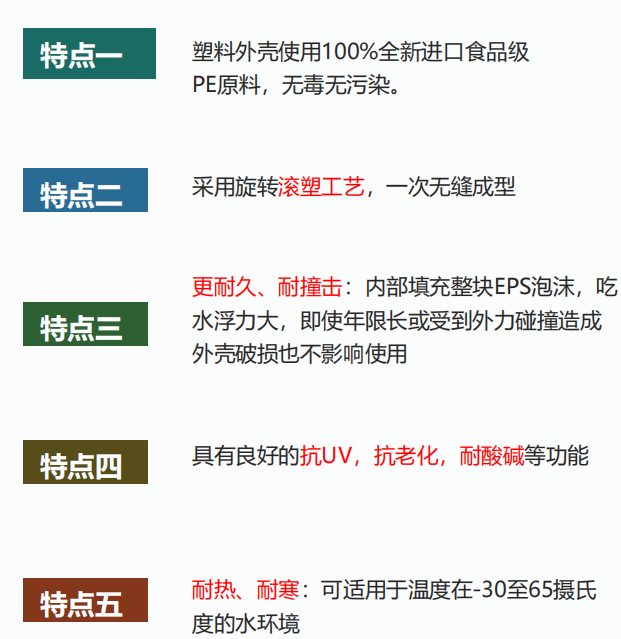 特点一
塑料外壳使用100%全新进口食品级
PE原料，无毒无污染。
特点二
采用旋转滚塑工艺，一次无缝成型
特点三
更耐久、耐撞击：内部填充整块EPS泡沫，吃
水浮力大，即使年限长或受到外力碰撞造成
外壳破损也不影响使用
特点四
具有良好的抗UV，抗老化，耐酸碱等功能
特点五
耐热、耐寒：可适用于温度在-30至65摄氏
度的水环境